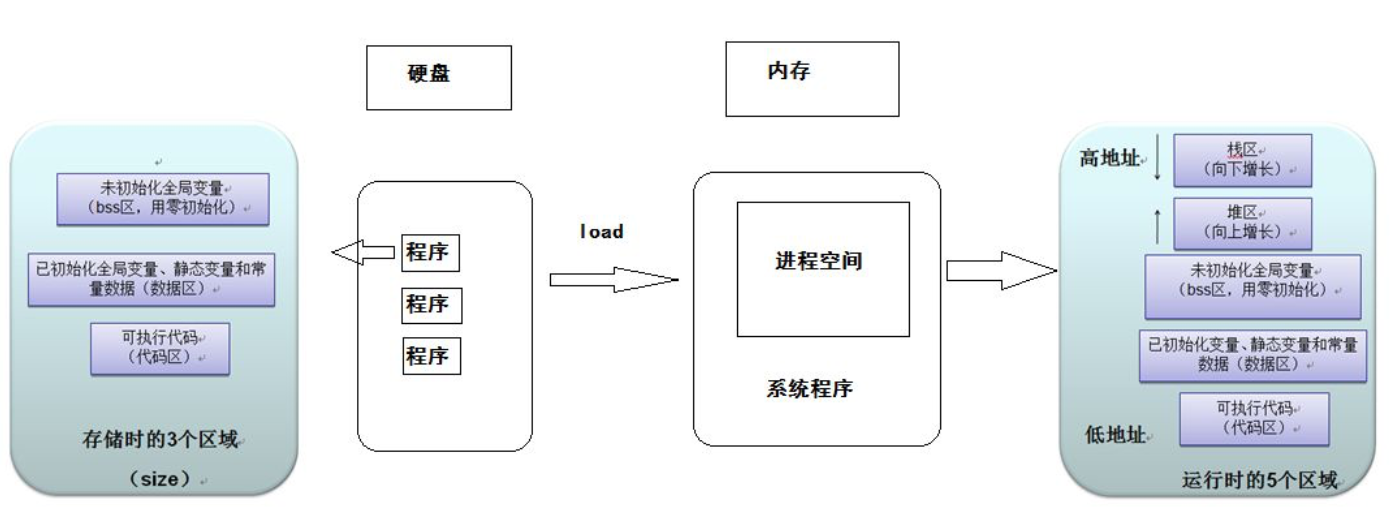 硬盘
内存
未初始化全局变量
（bss区，用零初始化）
已初始化全局变量、静态变量和常
量数据（数据区）
可执行代码
（代码区）
存储时的3个区域
（size）
程序
程序
程序
load
进程空间
系统程序
高地址
栈区
（向下增长）
堆区
（向上增长）
未初始化全局变量
（bss区，用零初始化）
已初始化变量、静态变量和常量
数据（数据区）
可执行代码
（代码区）
低地址
运行时的5个区域